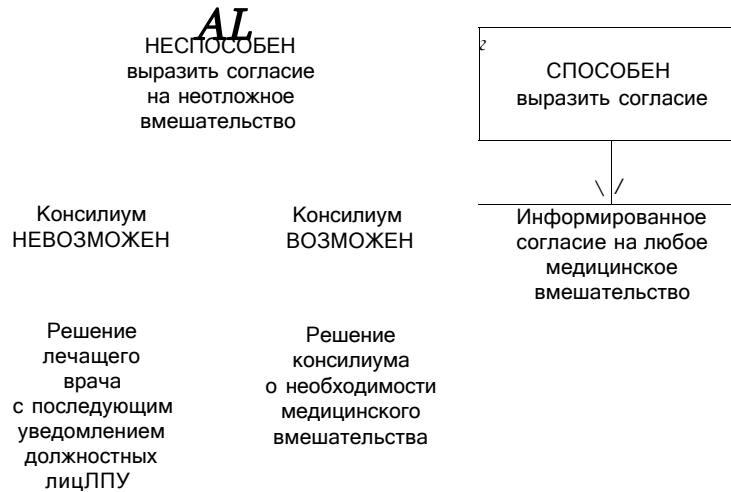 AL
НЕСПОСОБЕН
выразить согласие
на неотложное
вмешательство
г
СПОСОБЕН
выразить согласие
\ /
Консилиум
НЕВОЗМОЖЕН
Консилиум
ВОЗМОЖЕН
Информированное
согласие на любое
медицинское
вмешательство
Решение
лечащего
врача
с последующим
уведомлением
должностных
лицЛПУ
Решение
консилиума
о необходимости
медицинского
вмешательства